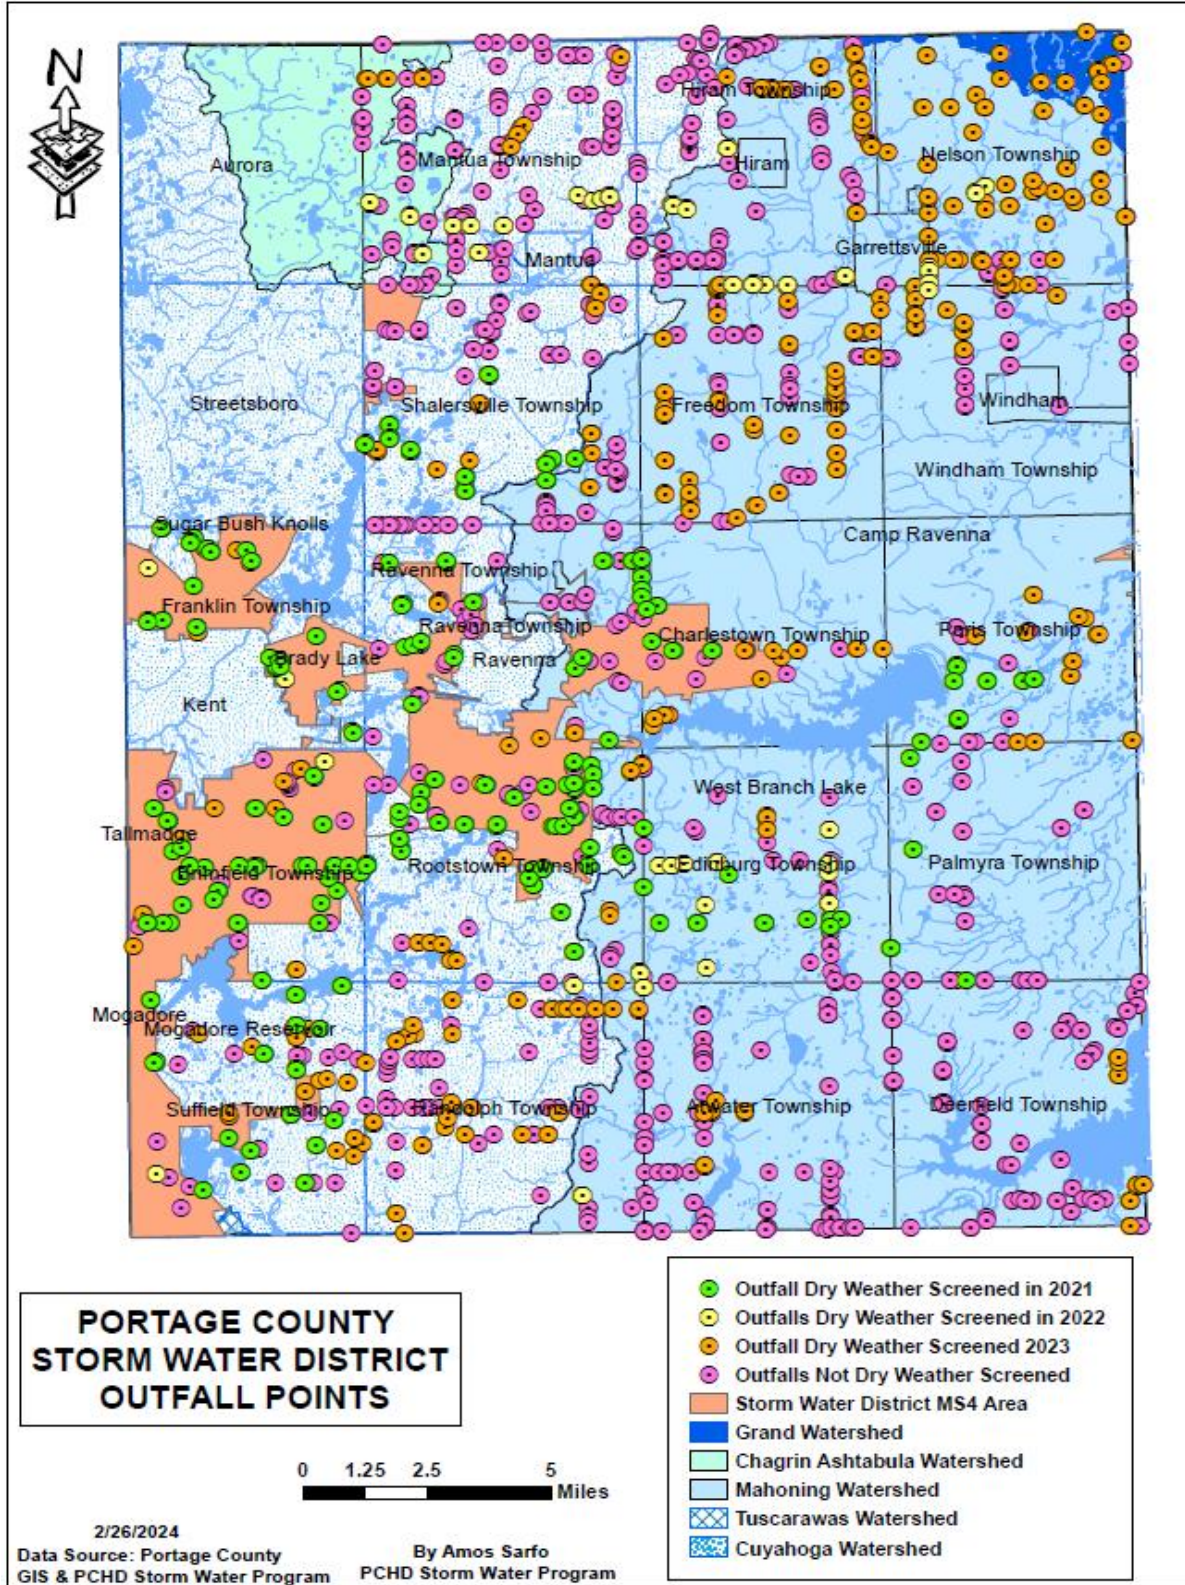 N
Hiram Township
Aurora
Mantua Township
Hiram
Nelson Township
Mantua
Garrettsville
Streetsboro
Shalersville Township
Freedom Township
Windham
Windham Township
Sugar Bush Knolls
Camp Ravenna
Ravenna Township
Franklin Township
Ravenna Township
Charlestown Township
Paris Township
Brady Lake
Ravenna
Kent
West Branch Lake
Tallmadge
Brimfield Township
Rootstown Township
Edinburg Township
Palmyra Township
Mogadore
Mogadore Reservoir
Suffield Township
Randolph Township
Atwater Township
Deerfield Township
PORTAGE COUNTY
STORM WATER DISTRICT
OUTFALL POINTS
0 1.25 2.5 5
Miles
2/26/2024
Data Source: Portage County
GIS & PCHD Storm Water Program
By Amos Sarfo
PCHD Storm Water Program
Outfall Dry Weather Screened in 2021
Outfalls Dry Weather Screened in 2022
Outfall Dry Weather Screened 2023
Outfalls Not Dry Weather Screened
Storm Water District MS4 Area
Grand Watershed
Chagrin Ashtabula Watershed
Mahoning Watershed
Tuscarawas Watershed
Cuyahoga Watershed